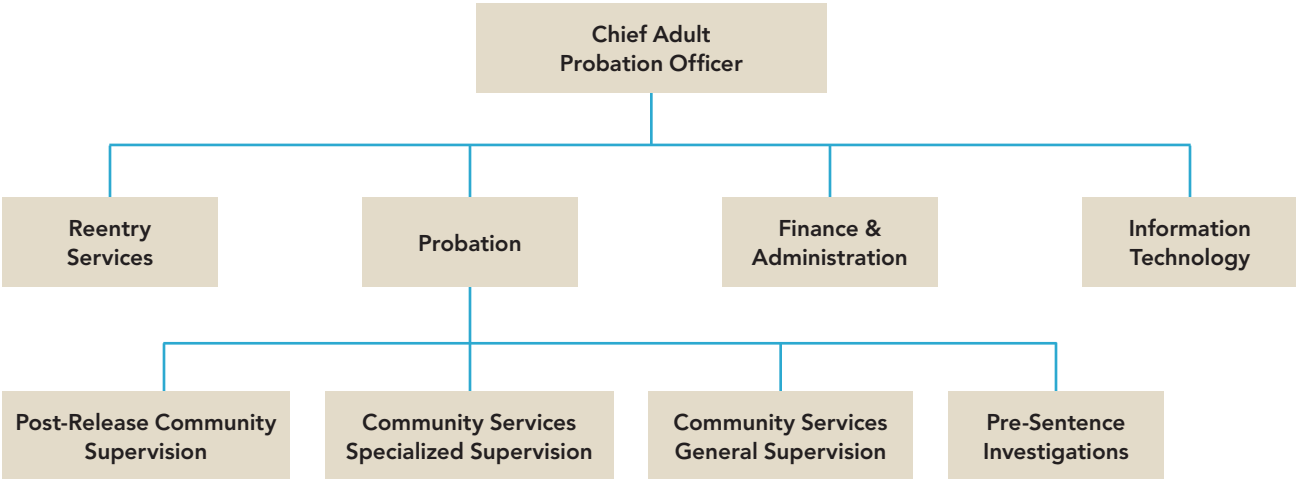 Chief Adult
Probation Officer
Reentry
Services
Probation
Finance &
Administration
Information
Technology
Post-Release Community
Supervision
Community Services
Specialized Supervision
Community Services
General Supervision
Pre-Sentence
Investigations